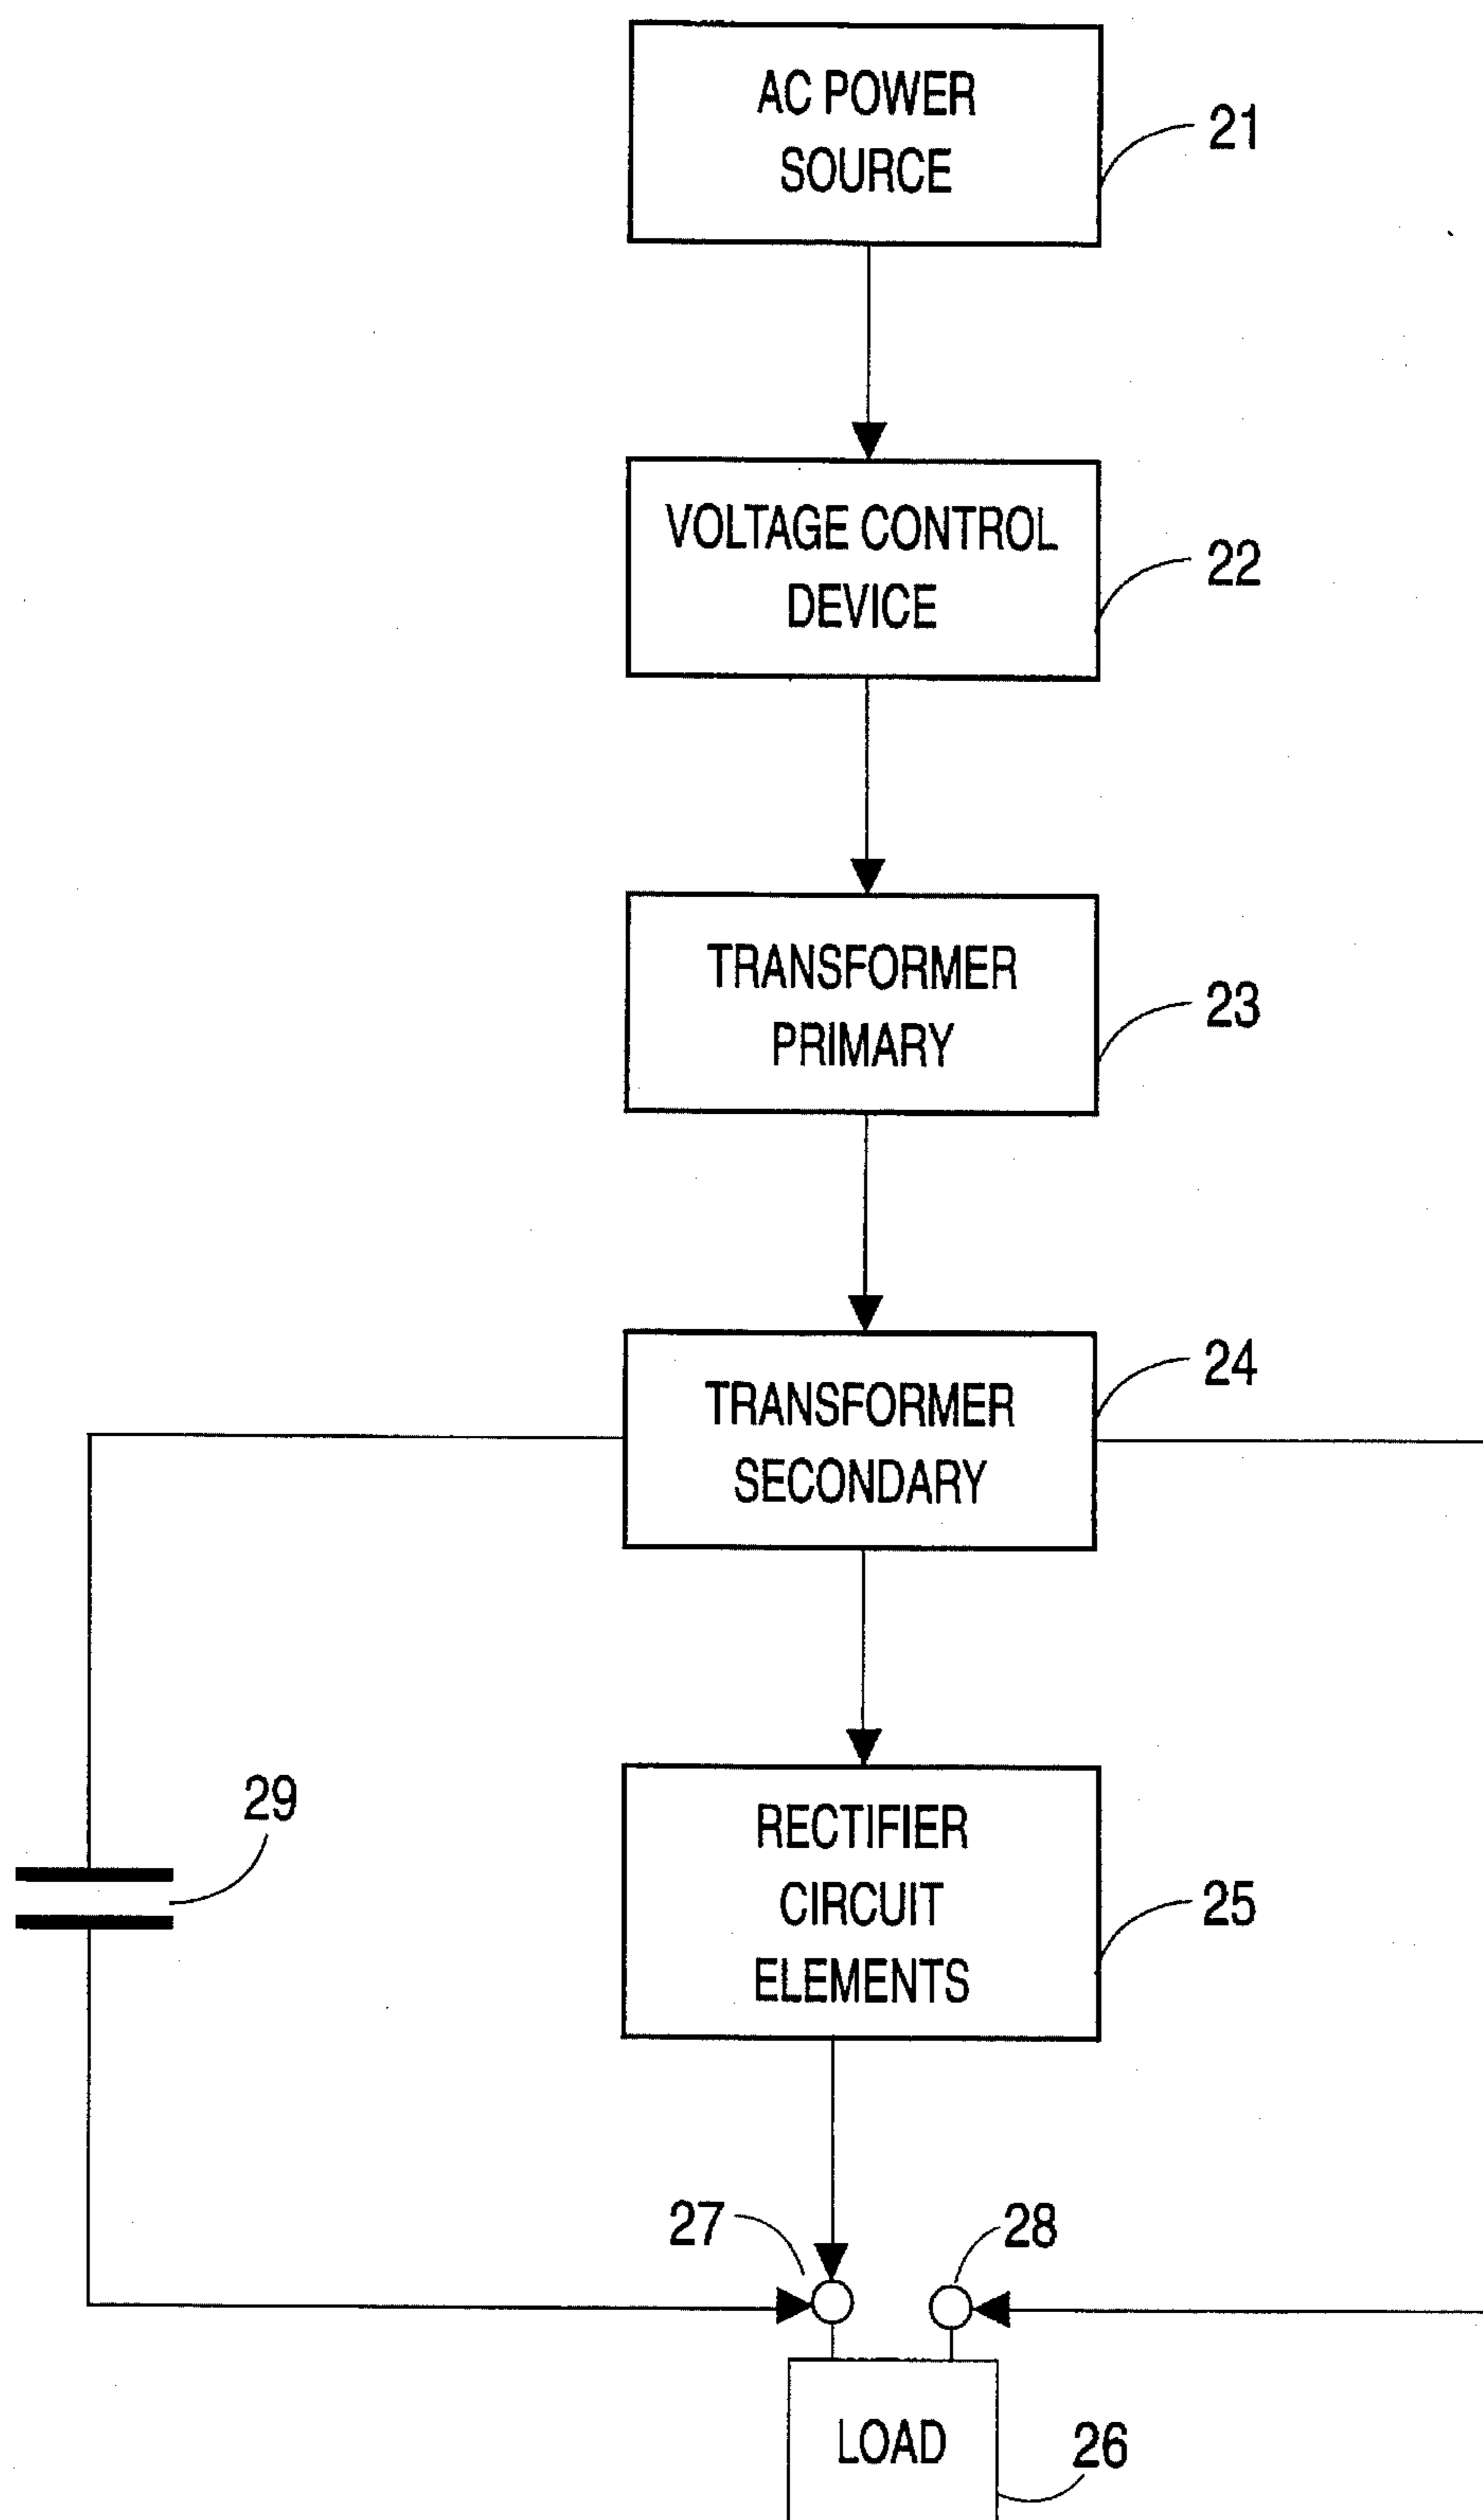 AC POWER
SOURCE
21
VOLTAGE CONTROL
DEVICE
22
TRANSFORMER
PRIMARY
23
TRANSFORMER
SECONDARY
24
29
RECTIFIER
CIRCUIT
ELEMENTS
25
27
28
LOAD
26